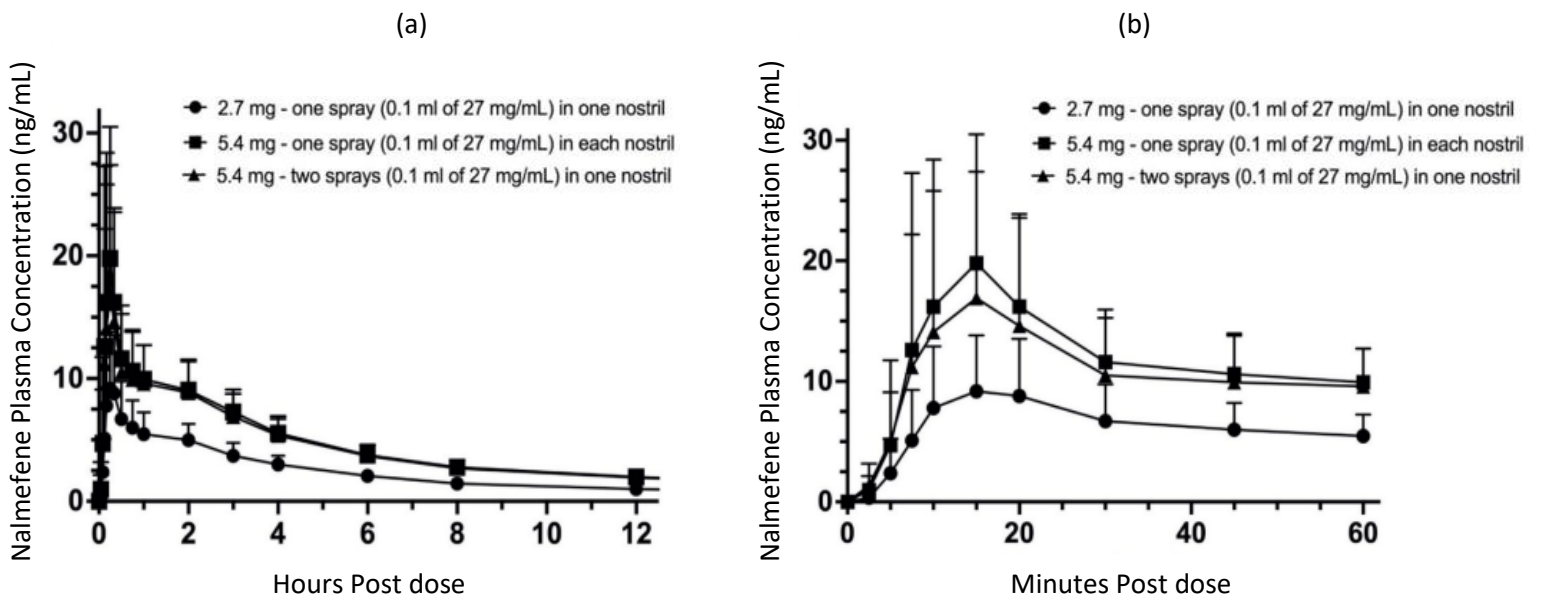 (a)
Nalmefene Plasma Concentration (ng/mL)
2.7 mg - one spray (0.1 ml of 27 mg/mL) in one nostril
5.4 mg - one spray (0.1 ml of 27 mg/mL) in each nostril
5.4 mg - two sprays (0.1 ml of 27 mg/mL) in one nostril
30
20
10
0
0 2 4 6 8 10 12
Hours Post dose
(b)
Nalmefene Plasma Concentration (ng/mL)
2.7 mg - one spray (0.1 ml of 27 mg/mL) in one nostril
5.4 mg - one spray (0.1 ml of 27 mg/mL) in each nostril
5.4 mg - two sprays (0.1 ml of 27 mg/mL) in one nostril
30
20
10
0
0 20 40 60
Minutes Post dose